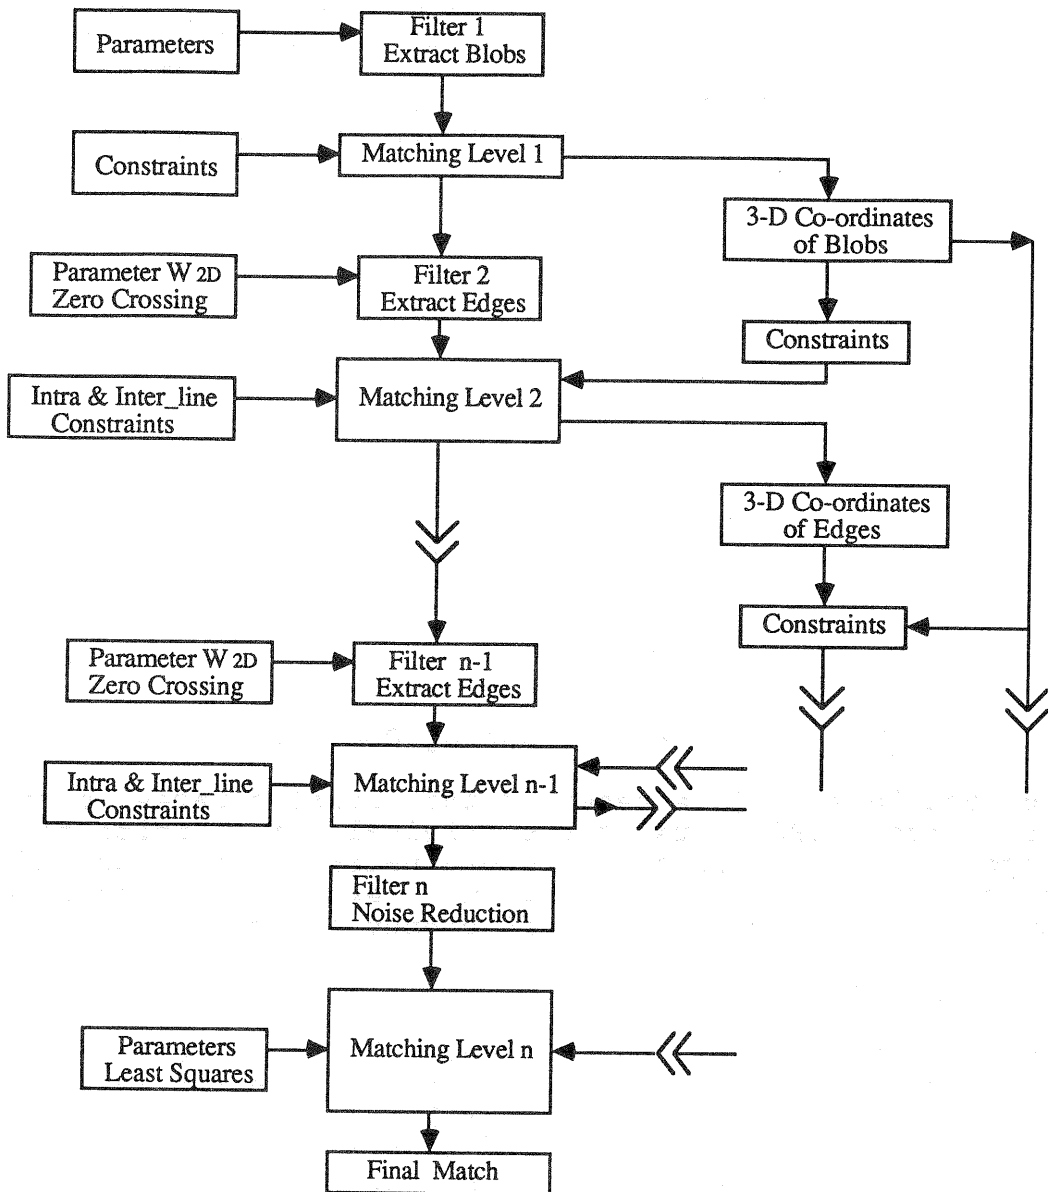 Parameters
Filter 1
Extract Blobs
Constraints
Matching Level 1
3-D Co-ordinates
of Blobs
Parameter W 2D
Zero Crossing
Filter 2
Extract Edges
Constraints
Intra & Inter_line
Constraints
Matching Level 2
3-D Co-ordinates
of Edges
Constraints
Parameter W 2D
Zero Crossing
Filter n-1
Extract Edges
Intra & Inter_line
Constraints
Matching Level n-1
Filter n
Noise Reduction
Parameters
Least Squares
Matching Level n
Final Match